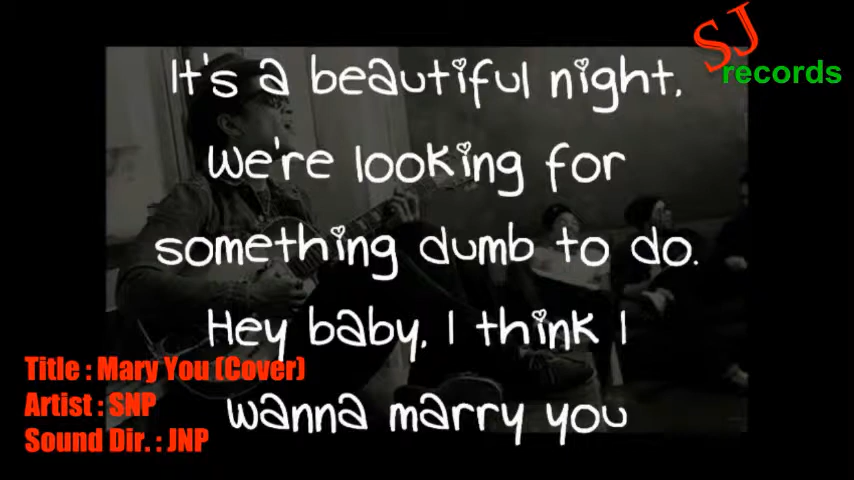 It's a beautiful night,
SJ
records
We're looking for
something dumb to do.
Hey baby, I think I
Title : Mary You (Cover)
Artist : SNP
wanna marry you
Sound Dir. : JNP